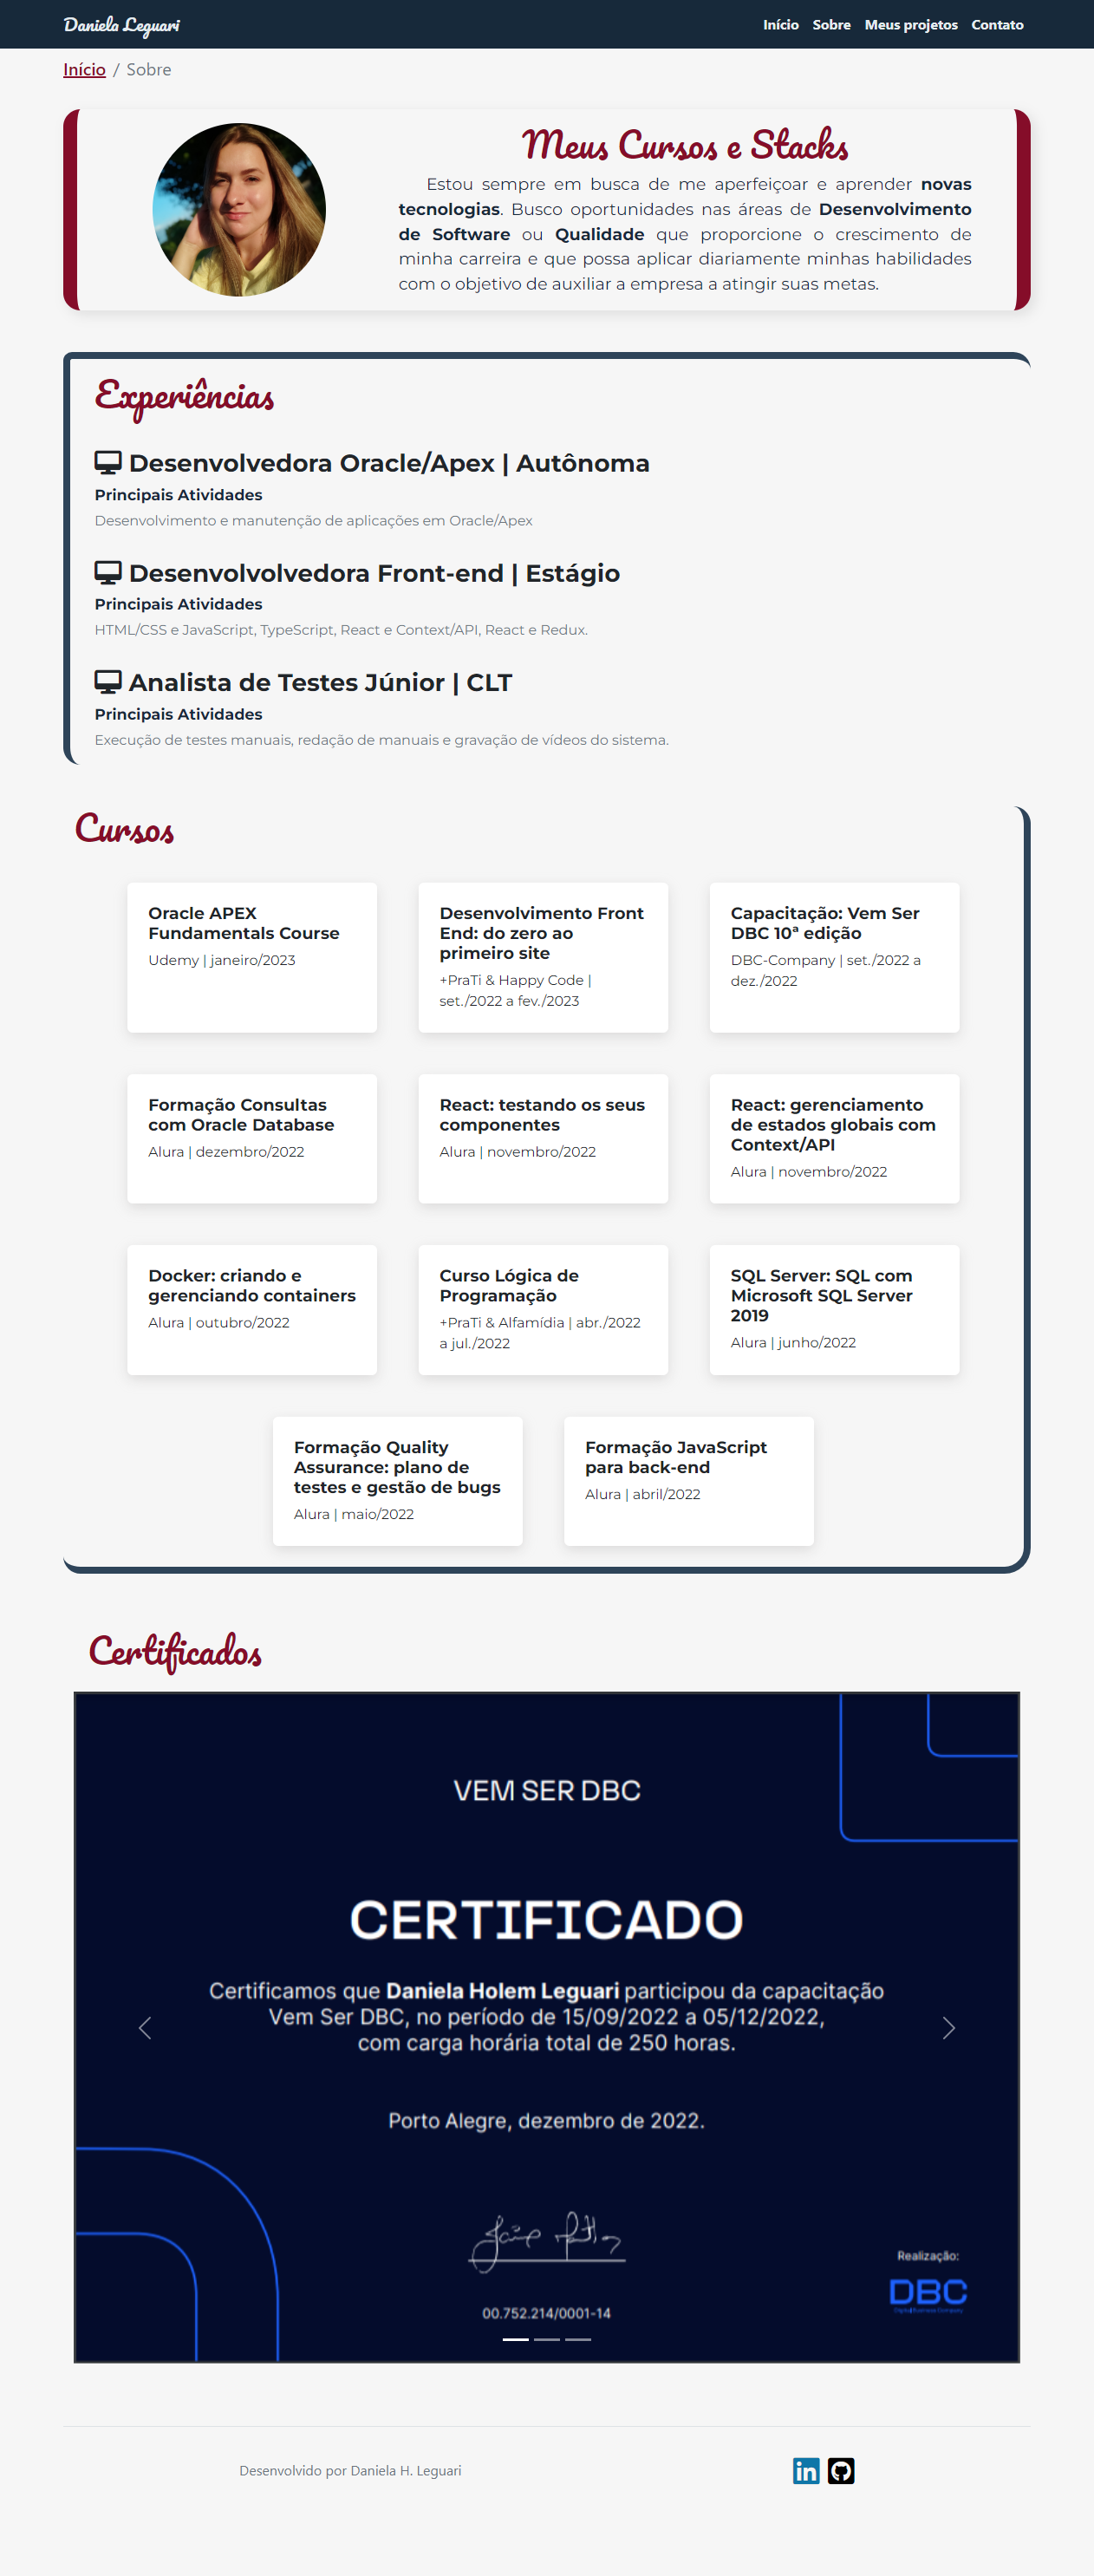 Daniela Leguari
Início Sobre Meus projetos Contato
Início / Sobre
Meus Cursos e Stacks
Estou sempre em busca de me aperfeiçoar e aprender novas
tecnologias. Busco oportunidades nas áreas de Desenvolvimento
de Software ou Qualidade que proporcione o crescimento de
minha carreira e que possa aplicar diariamente minhas habilidades
com o objetivo de auxiliar a empresa a atingir suas metas.
Experiências
Desenvolvedora Oracle/Apex | Autônoma
Principais Atividades
Desenvolvimento e manutenção de aplicações em Oracle/Apex
Desenvolvolvedora Front-end | Estágio
Principais Atividades
HTML/CSS e JavaScript, TypeScript, React e Context/API, React e Redux.
Analista de Testes Júnior | CLT
Principais Atividades
Execução de testes manuais, redação de manuais e gravação de vídeos do sistema.
Cursos
Oracle APEX
Fundamentals Course
Udemy | janeiro/2023
Desenvolvimento Front
End: do zero ao
primeiro site
+PraTi & Happy Code |
set./2022 a fev./2023
Capacitação: Vem Ser
DBC 10ª edição
DBC-Company | set./2022 a
dez./2022
Formação Consultas
com Oracle Database
Alura | dezembro/2022
React: testando os seus
componentes
Alura | novembro/2022
React: gerenciamento
de estados globais com
Context/API
Alura | novembro/2022
Docker: criando e
gerenciando containers
Alura | outubro/2022
Curso Lógica de
Programação
+PraTi & Alfamídia | abr./2022
a jul./2022
SQL Server: SQL com
Microsoft SQL Server
2019
Alura | junho/2022
Formação Quality
Assurance: plano de
testes e gestão de bugs
Alura | maio/2022
Formação JavaScript
para back-end
Alura | abril/2022
Certificados
VEM SER DBC
CERTIFICADO
Certificamos que Daniela Holem Leguari participou da capacitação
Vem Ser DBC, no período de 15/09/2022 a 05/12/2022,
com carga horária total de 250 horas.
Porto Alegre, dezembro de 2022.
00.752.214/0001-14
Realização:
DBC
Desenvolvido por Daniela H. Leguari
in